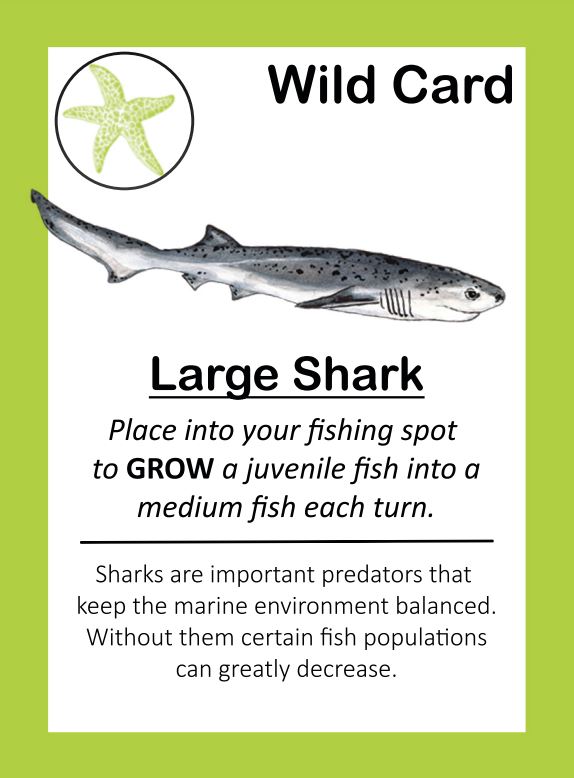 Wild Card
Large Shark
Place into your fishing spot
to GROW a juvenile fish into a
medium fish each turn.
Sharks are important predators that
keep the marine environment balanced.
Without them certain fish populations
can greatly decrease.